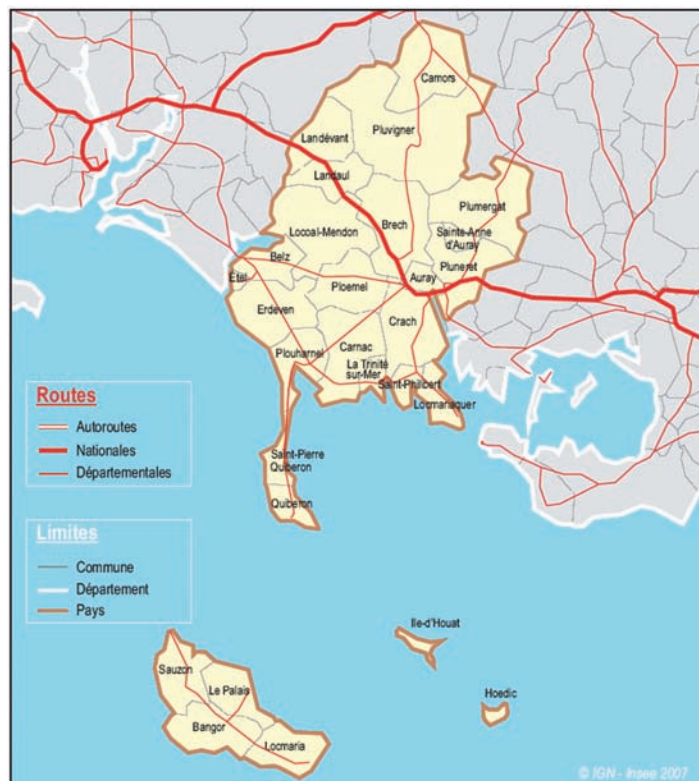 Camors
Landévant
Pluvigner
Landaul
Plumergat
Brech
Locoal-Mendon
Sainte-Anne
d'Auray
Belz
Pluneret
Étel
Auray
Ploemel
Erdeven
Crach
Carnac
Plouharnel
La Trinité
sur-Mer
Saint-Philibert
Locmariaquer
Routes
Autoroutes
Nationales
Départementales
Saint-Pierre
Quiberon
Quiberon
Limites
Commune
Département
Pays
Ile-d'Houat
Sauzon
Le Palais
Hoedic
Bangor
Locmaria
© IGN - Insee 2007